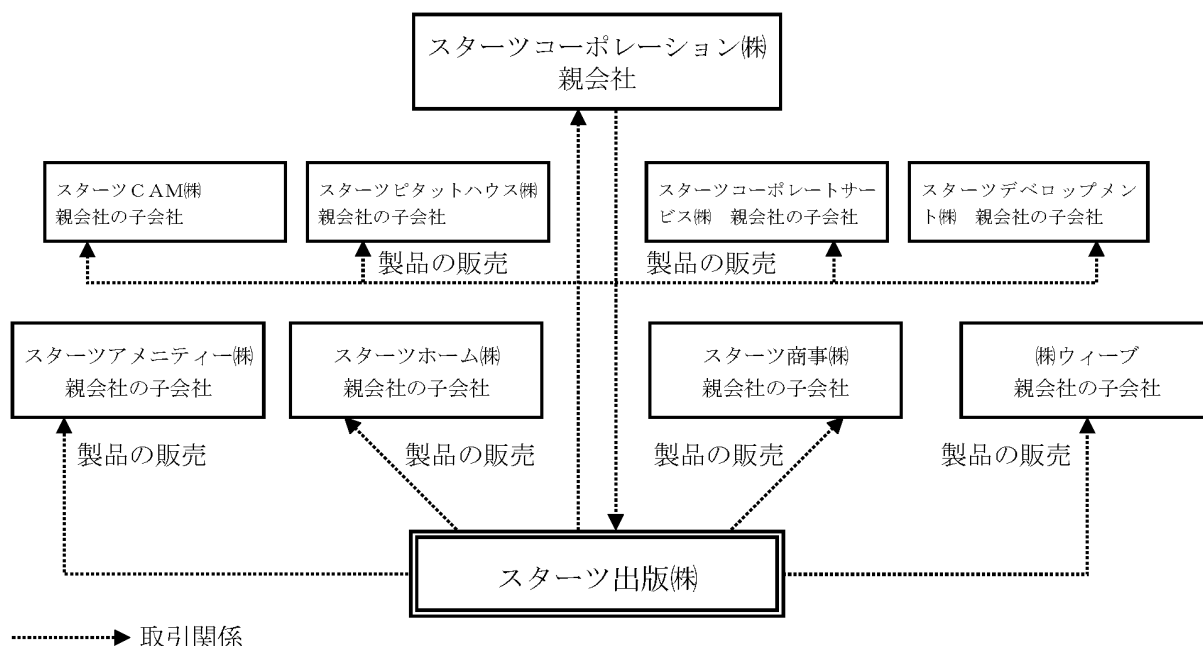 スターツコーポレーション㈱
親会社
スターツＣＡＭ㈱
親会社の子会社
スターツピタットハウス㈱
親会社の子会社
スターツコーポレートサー
ビス㈱　親会社の子会社
スターツデベロップメン
ト㈱　親会社の子会社
製品の販売
製品の販売
スターツアメニティー㈱
親会社の子会社
スターツホーム㈱
親会社の子会社
スターツ商事㈱
親会社の子会社
㈱ウィーブ
親会社の子会社
製品の販売
製品の販売
製品の販売
製品の販売
スターツ出版㈱
取引関係